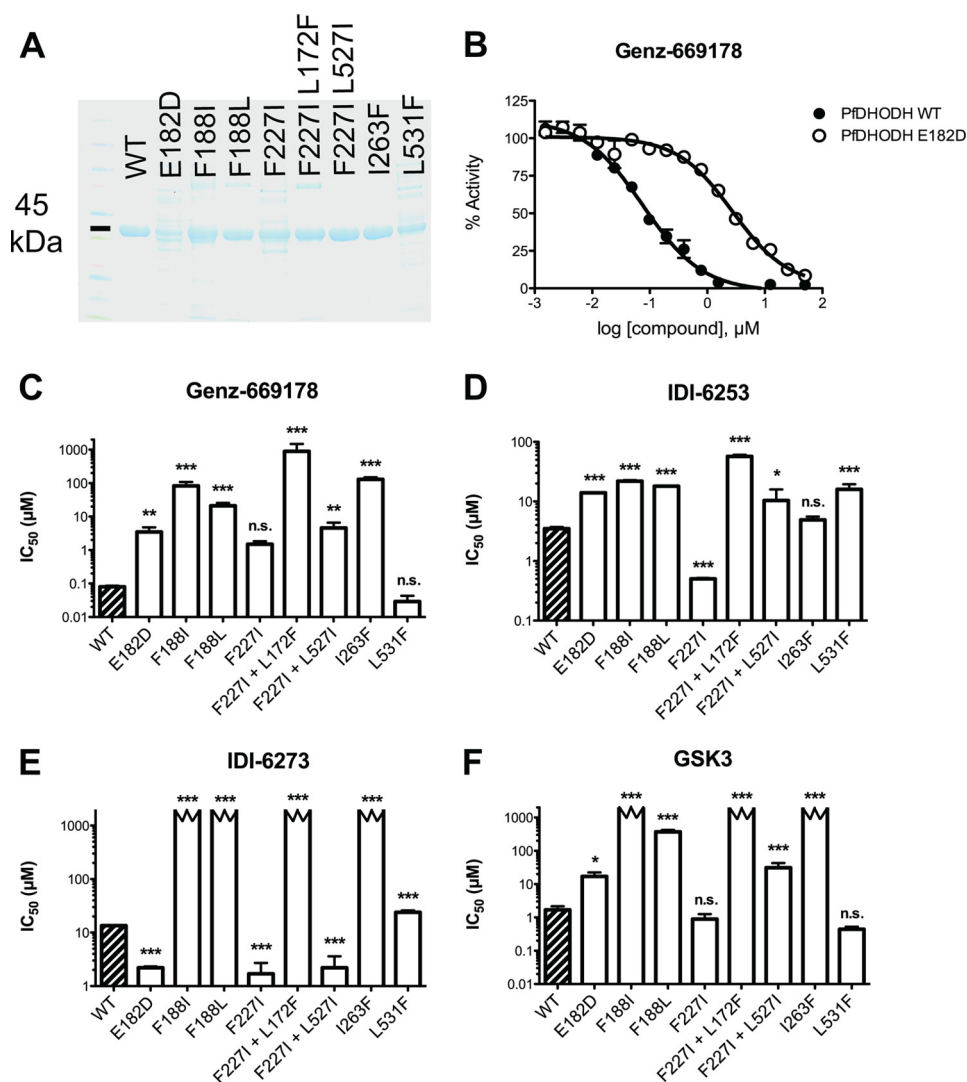 A
WT
E182D
F188I
F188L
F227I
F227I L172F
F227I L527I
I263F
L531F
45
kDa
B
Genz-669178
% Activity
125
100
75
50
25
0
-3
-2
-1
0
1
2
log [compound], µM
PfDHODH WT
PfDHODH E182D
C
Genz-669178
IC50 (µM)
1000
100
10
1
0.1
0.01
**
***
***
n.s.
***
**
***
n.s.
WT
E182D
F188I
F188L
F227I
F227I + L172F
F227I + L527I
I263F
L531F
D
IDI-6253
IC50 (µM)
100
10
1
0.1
***
***
***
***
***
*
n.s.
***
WT
E182D
F188I
F188L
F227I
F227I + L172F
F227I + L527I
I263F
L531F
E
IDI-6273
IC50 (µM)
1000
100
10
1
***
***
***
***
***
***
***
***
WT
E182D
F188I
F188L
F227I
F227I + L172F
F227I + L527I
I263F
L531F
F
GSK3
IC50 (µM)
1000
100
10
1
0.1
0.01
*
***
***
n.s.
***
***
***
n.s.
WT
E182D
F188I
F188L
F227I
F227I + L172F
F227I + L527I
I263F
L531F